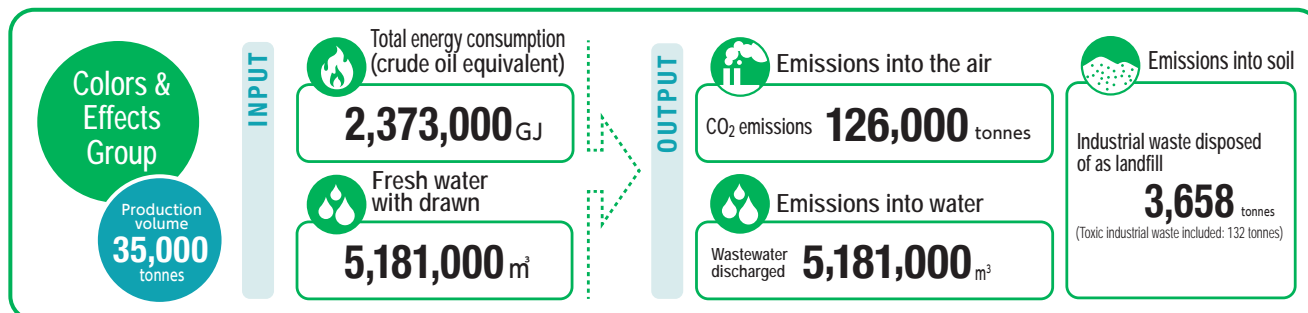 Colors &
Effects
Group
Production
volume
35,000
tonnes
INPUT
Total energy consumption
(crude oil equivalent)
2,373,000 GJ
Fresh water
with drawn
5,181,000 ㎥
OUTPUT
Emissions into the air
CO₂ emissions 126,000 tonnes
Emissions into water
Wastewater
discharged 5,181,000 m³
Emissions into soil
Industrial waste disposed
of as landfill
3,658 tonnes
(Toxic industrial waste included: 132 tonnes)